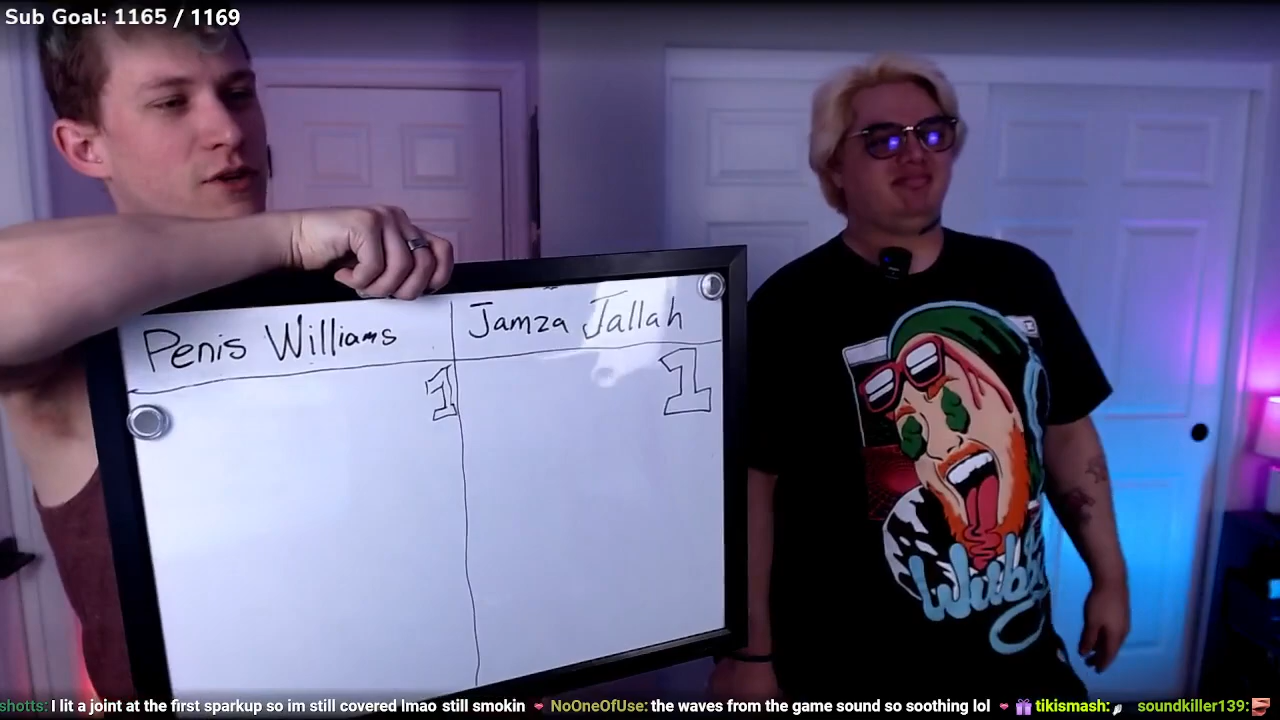 Sub Goal: 1165 / 1169
Penis Williams
Jamza Jallah
1
1
Wubby
shotts: I lit a joint at the first sparkup so im still covered lmao still smokin NoOneOfUse: the waves from the game sound so soothing lol tikismash: soundkiller139: